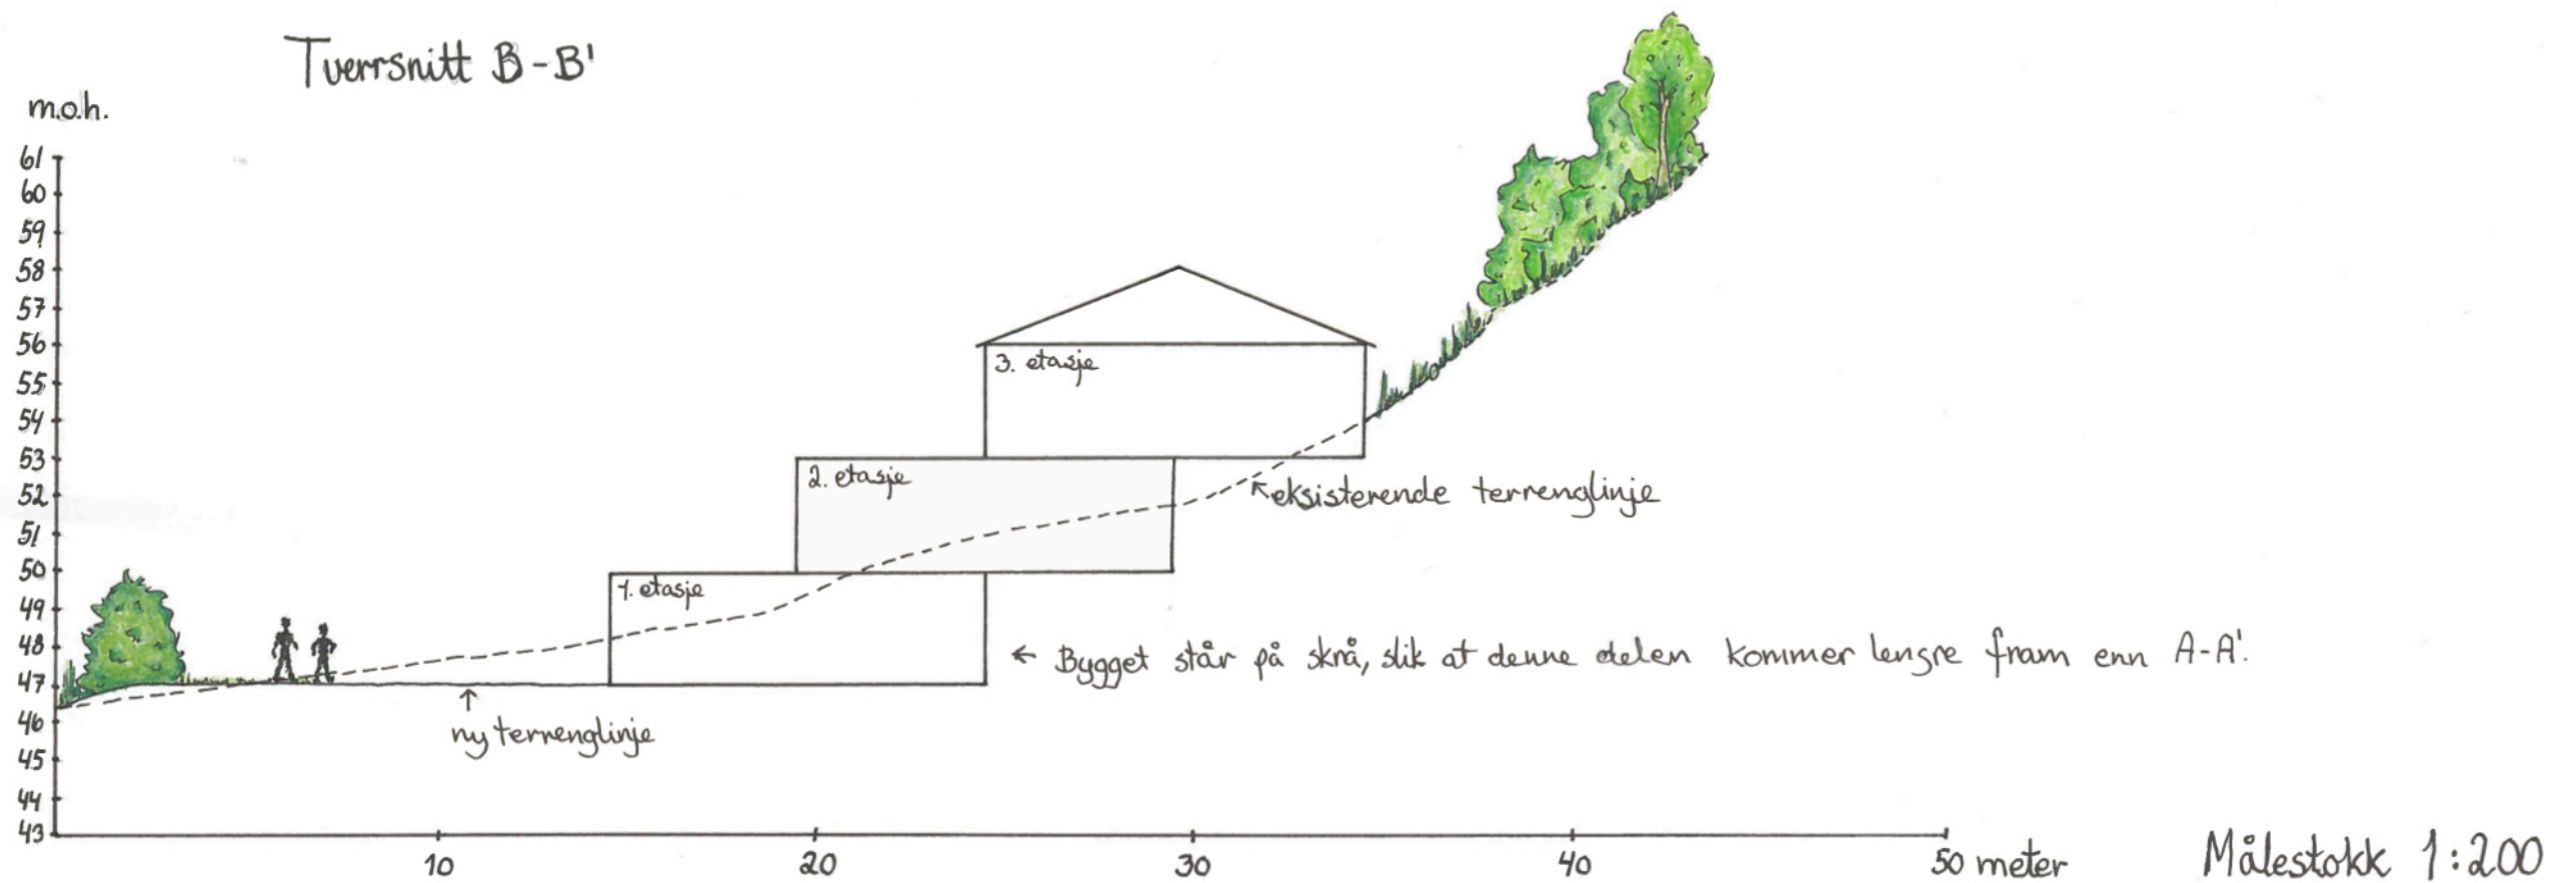 Tverrsnitt B-B'
m.o.h.
61
60
59
58
57
56
3. etasje
55
54
53
2. etasje
52
←eksisterende terrenglinje
51
50
1. etasje
49
48
← Bygget står på skrå, slik at denne delen kommer lengre fram enn A-A'.
47
46
↑
ny terrenglinje
45
44
43
10 20 30 40 50 meter
Målestokk 1:200